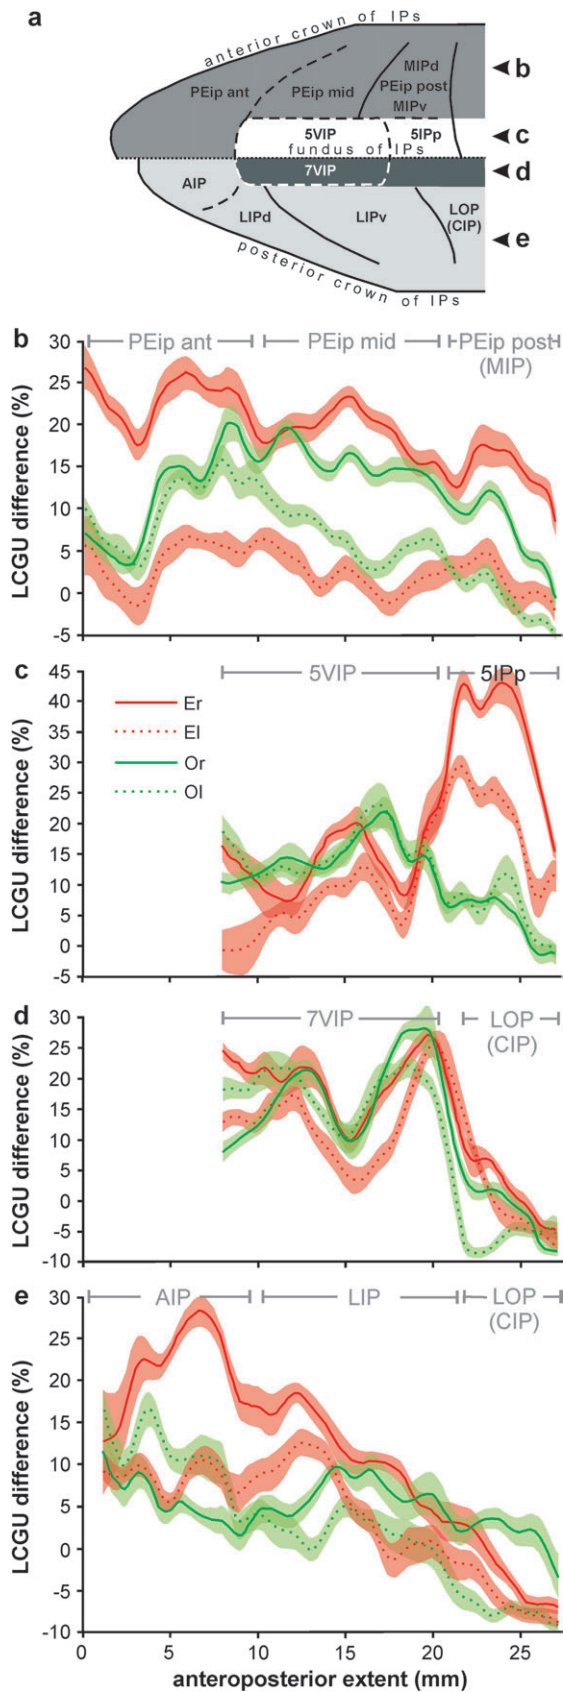 a
anterior crown of IPs
MIPd
PEip ant
PEip mid
PEip post
MIPv
b
5VIP
5IPp
c
fundus of IPs
7VIP
d
AIP
LIPd
LIPv
LOP
(CIP)
e
posterior crown of IPs
b
PEip ant
PEip mid
PEip post
(MIP)
LCGU difference (%)
30
25
20
15
10
5
0
-5
c
5VIP
5IPp
LCGU difference (%)
45
40
35
30
25
20
15
10
5
0
-5
Er
El
Or
Ol
d
7VIP
LOP
(CIP)
LCGU difference (%)
30
25
20
15
10
5
0
-5
-10
e
AIP
LIP
LOP
(CIP)
LCGU difference (%)
30
25
20
15
10
5
0
-5
-10
0 5 10 15 20 25
anteroposterior extent (mm)